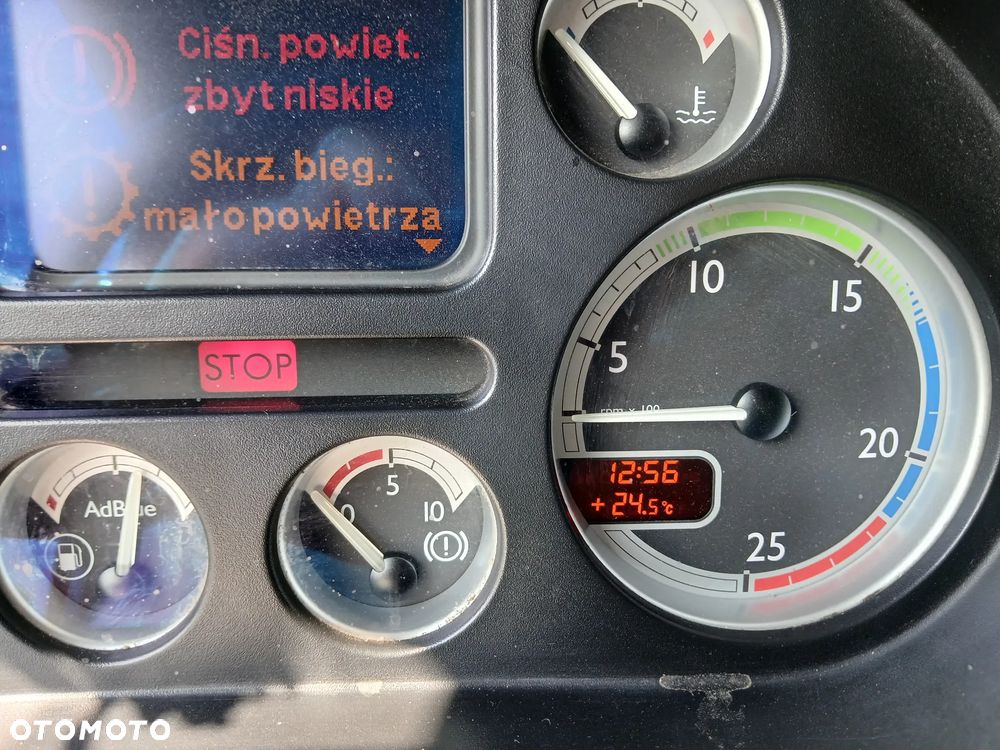 Ciśn. powiet.
zbyt niskie
Skrz. bieg.:
mało powietrza
STOP
5
10
15
20
25
rpm x 100
12:56
+24.5°C
AdBlue
0
5
10
OTOMOTO